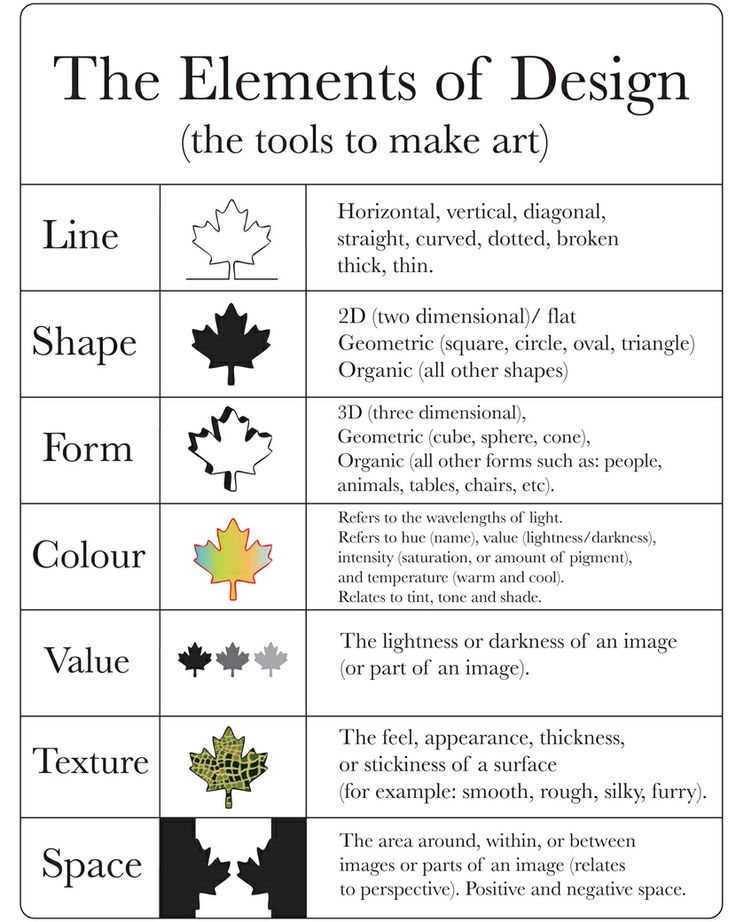 The Elements of Design
(the tools to make art)
Line
Horizontal, vertical, diagonal,
straight, curved, dotted, broken
thick, thin.
Shape
2D (two dimensional)/ flat
Geometric (square, circle, oval, triangle)
Organic (all other shapes)
Form
3D (three dimensional),
Geometric (cube, sphere, cone),
Organic (all other forms such as: people,
animals, tables, chairs, etc).
Colour
Refers to the wavelengths of light.
Refers to hue (name), value (lightness/darkness),
intensity (saturation, or amount of pigment),
and temperature (warm and cool).
Relates to tint, tone and shade.
Value
The lightness or darkness of an image
(or part of an image).
Texture
The feel, appearance, thickness,
or stickiness of a surface
(for example: smooth, rough, silky, furry).
Space
The area around, within, or between
images or parts of an image (relates
to perspective). Positive and negative space.